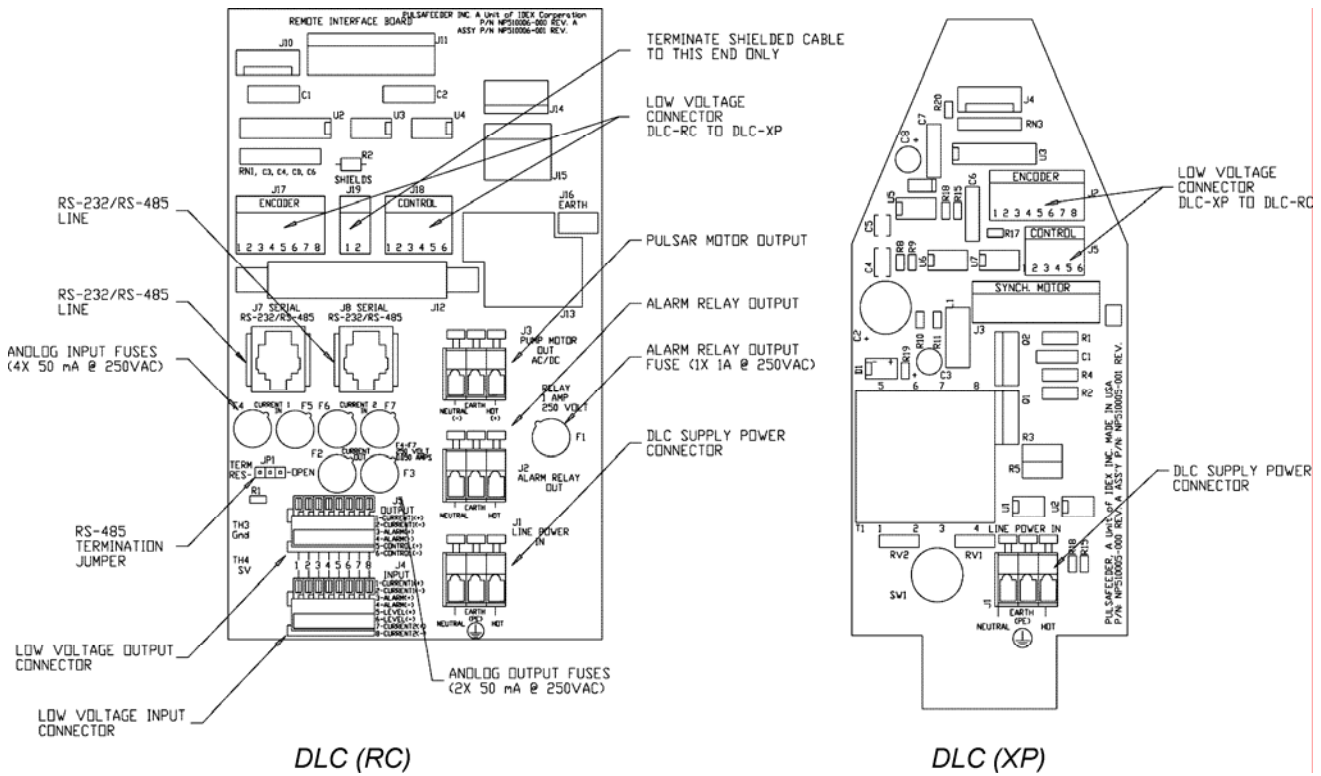 PULSAFEEDER INC. A Unit of IDEX Corporation
REMOTE INTERFACE BOARD
P/N NP510006-000 REV. A
ASSY P/N NP510006-001 REV.
J10
J11
C1
C2
U2
U3
U4
J14
J15
R2
RN1, C3, C4, C5, C6
SHIELDS
J17
J19
J18
J16
EARTH
ENCODER
CONTROL
1 2 3 4 5 6 7 8
1 2
1 2 3 4 5 6
J12
J13
J7 SERIAL
RS-232/RS-485
J8 SERIAL
RS-232/RS-485
J3
PUMP MOTOR
OUT
AC/DC
NEUTRAL
(-)
EARTH
HOT
(+)
RELAY
1 AMP
250 VOLT
F1
F4
CURRENT 1
IN
F5
F6
CURRENT 2
IN
F7
F4-F7
250 VOLT
F2
CURRENT
OUT
F3
TERM
RES-
JP1
-OPEN
R1
J2
ALARM RELAY
OUT
NEUTRAL
EARTH
HOT
TH3
Gnd
TH4
5V
OUTPUT
1-CURRENT1(+)
2-CURRENT1(-)
3-ALARM(+)
4-ALARM(-)
5-CONTROL(+)
6-CONTROL(-)
1 2 3 4 5 6 7 8
J4
INPUT
1-CURRENT1(+)
2-CURRENT1(-)
3-ALARM(+)
4-ALARM(-)
5-LEVEL(+)
6-LEVEL(-)
7-CURRENT2(+)
8-CURRENT2(-)
J1
LINE POWER
IN
NEUTRAL
EARTH
(PE)
HOT
RS-232/RS-485
LINE
RS-232/RS-485
LINE
ANALOG INPUT FUSES
(4X 50 mA @ 250VAC)
RS-485
TERMINATION
JUMPER
LOW VOLTAGE OUTPUT
CONNECTOR
LOW VOLTAGE INPUT
CONNECTOR
TERMINATE SHIELDED CABLE
TO THIS END ONLY
LOW VOLTAGE
CONNECTOR
DLC-RC TO DLC-XP
PULSAR MOTOR OUTPUT
ALARM RELAY OUTPUT
ALARM RELAY OUTPUT
FUSE (1X 1A @ 250VAC)
DLC SUPPLY POWER
CONNECTOR
ANOLOG OUTPUT FUSES
(2X 50 mA @ 250VAC)
DLC (RC)
R20
J4
RN3
C8
C7
U3
ENCODER
J2
1 2 3 4 5 6 7 8
U5
R18
R15
C6
C5
R17
CONTROL
J5
1 2 3 4 5 6
C4
R8
R9
U6
U7
SYNCH. MOTOR
C2
R10
R11
L1
J3
Q2
R1
C1
R4
R2
D1
R19
C3
5 6 7 8
Q1
R3
R5
U1
U2
T1
1 2 3 4
LINE POWER IN
RV2
RV1
R18
R15
SW1
J1
NEUTRAL
EARTH
(PE)
HOT
PULSAFEEDER, A Unit of IDEX INC. MADE IN USA
P/N: NP510005-000 REV. A ASS'Y P/N: NP510005-001 REV.
LOW VOLTAGE
CONNECTOR
DLC-XP TO DLC-RC
DLC SUPPLY POWER
CONNECTOR
DLC (XP)